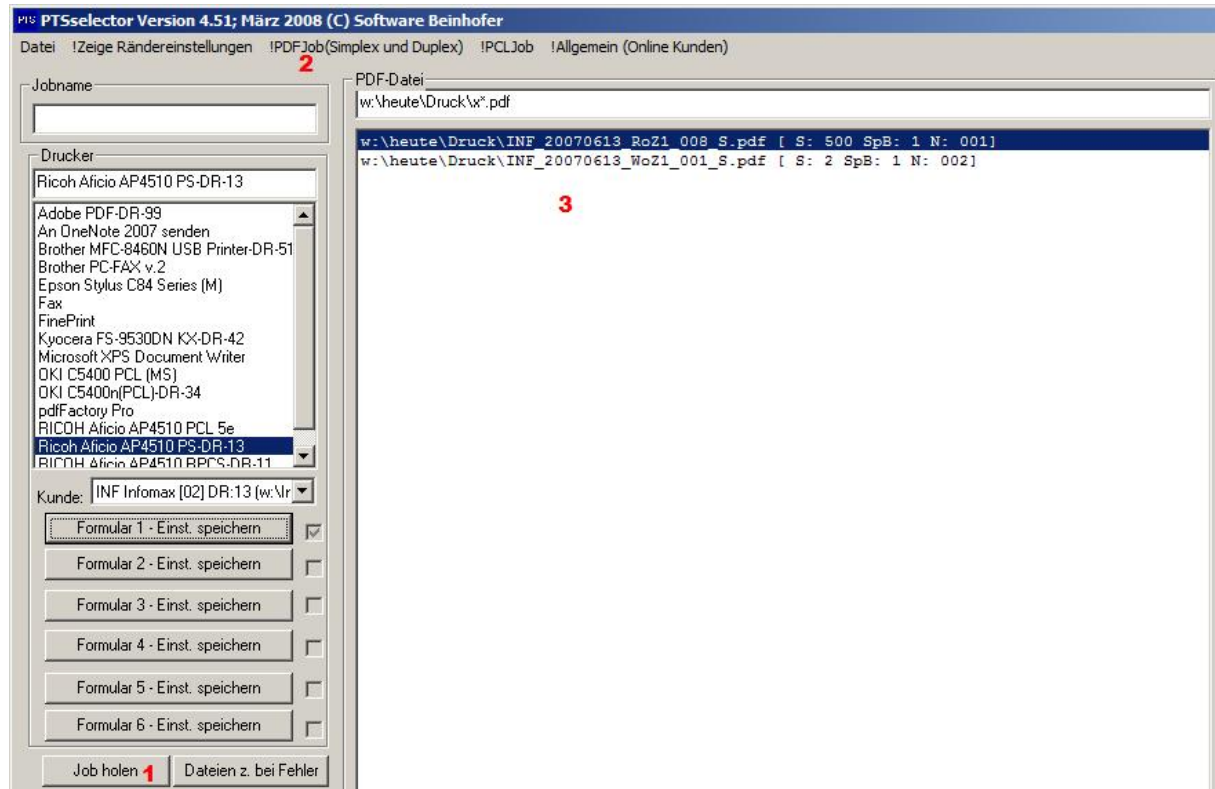 PTS PTSselector Version 4.51; März 2008 (C) Software Beinhofer
Datei !Zeige Rändereinstellungen !PDFJob(Simplex und Duplex) !PCLJob !Allgemein (Online Kunden)
2
Jobname
PDF-Datei
w:\heute\Druck\x*.pdf
w:\heute\Druck\INF_20070613_RoZ1_008_S.pdf [ S: 500 SpB: 1 N: 001]
w:\heute\Druck\INF_20070613_WoZ1_001_S.pdf [ S: 2 SpB: 1 N: 002]
3
Drucker
Ricoh Aficio AP4510 PS-DR-13
Adobe PDF-DR-99
An OneNote 2007 senden
Brother MFC-8460N USB Printer-DR-51
Brother PC-FAX v.2
Epson Stylus C84 Series (M)
Fax
FinePrint
Kyocera FS-9530DN KX-DR-42
Microsoft XPS Document Writer
OKI C5400 PCL (MS)
OKI C5400n(PCL)-DR-34
pdfFactory Pro
RICOH Aficio AP4510 PCL 5e
Ricoh Aficio AP4510 PS-DR-13
RICOH Aficio AP4510 RPCS-DR-11
Kunde: INF Infomax [02] DR:13 (w:\Ir
Formular 1 - Einst. speichern
Formular 2 - Einst. speichern
Formular 3 - Einst. speichern
Formular 4 - Einst. speichern
Formular 5 - Einst. speichern
Formular 6 - Einst. speichern
Job holen 1 Dateien z. bei Fehler